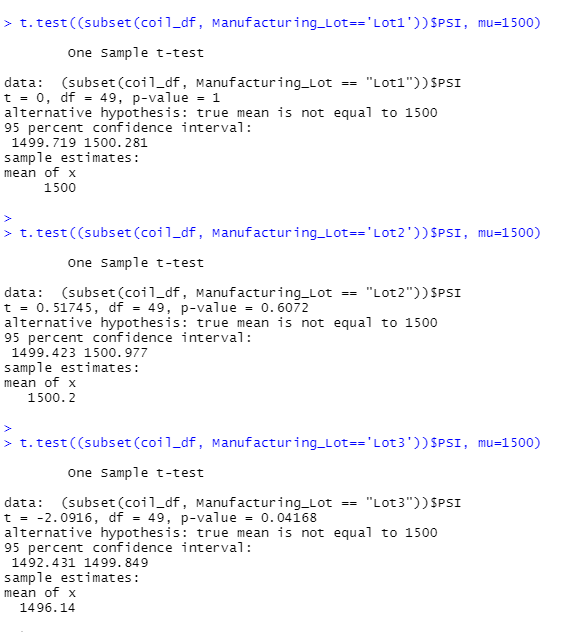 > t.test((subset(coil_df, Manufacturing_Lot=='Lot1'))$PSI, mu=1500)
One Sample t-test
data:  (subset(coil_df, Manufacturing_Lot == "Lot1"))$PSI
t = 0, df = 49, p-value = 1
alternative hypothesis: true mean is not equal to 1500
95 percent confidence interval:
1499.719 1500.281
sample estimates:
mean of x
1500
>
> t.test((subset(coil_df, Manufacturing_Lot=='Lot2'))$PSI, mu=1500)
One Sample t-test
data:  (subset(coil_df, Manufacturing_Lot == "Lot2"))$PSI
t = 0.51745, df = 49, p-value = 0.6072
alternative hypothesis: true mean is not equal to 1500
95 percent confidence interval:
1499.423 1500.977
sample estimates:
mean of x
1500.2
>
> t.test((subset(coil_df, Manufacturing_Lot=='Lot3'))$PSI, mu=1500)
One Sample t-test
data:  (subset(coil_df, Manufacturing_Lot == "Lot3"))$PSI
t = -2.0916, df = 49, p-value = 0.04168
alternative hypothesis: true mean is not equal to 1500
95 percent confidence interval:
1492.431 1499.849
sample estimates:
mean of x
1496.14